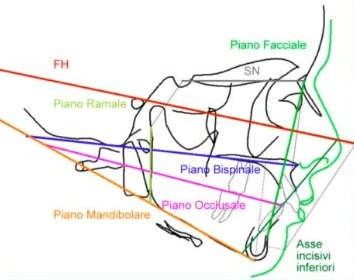 Piano Facciale
FH
SN
Piano Ramale
Piano Bispinale
Piano Mandibolare
Piano Occlusale
Asse
incisivi
inferiori